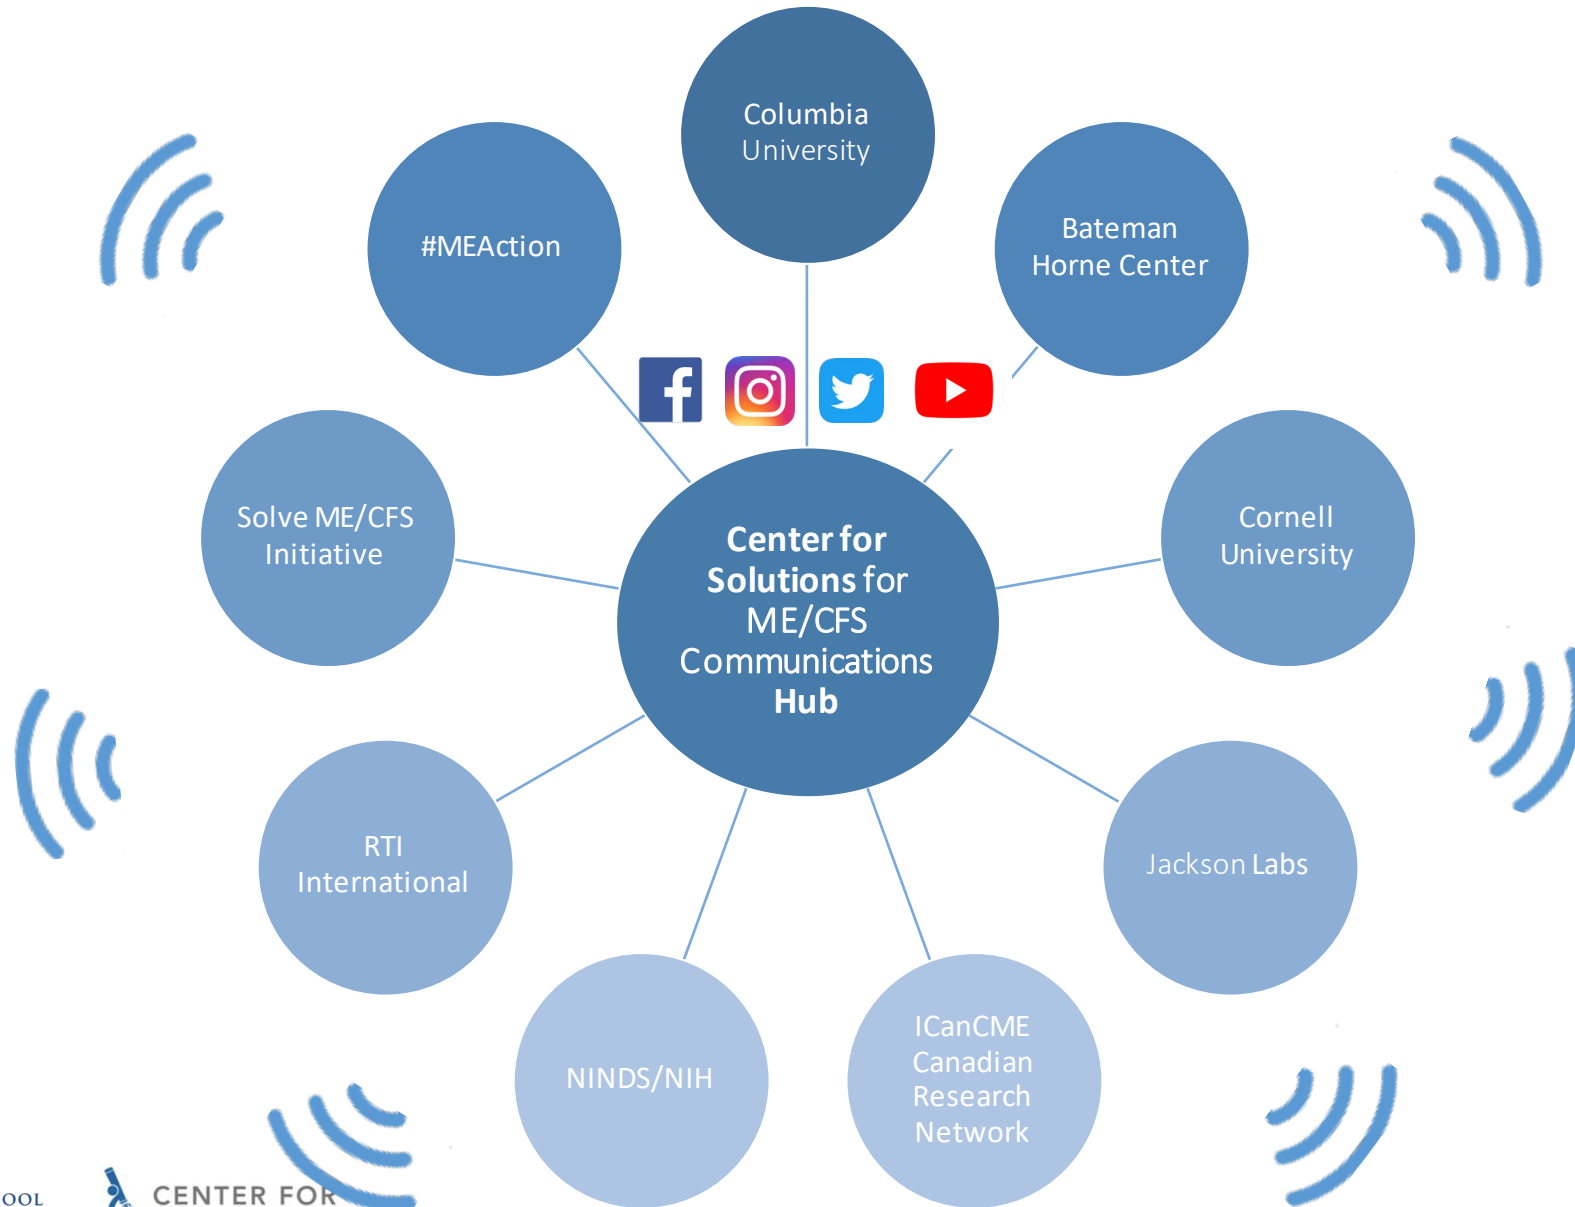 Columbia
University
#MEAction
Bateman
Horne Center
Solve ME/CFS
Initiative
Center for
Solutions for
ME/CFS
Communications
Hub
Cornell
University
RTI
International
Jackson Labs
NINDS/NIH
ICanCME
Canadian
Research
Network
OOL
CENTER FOR